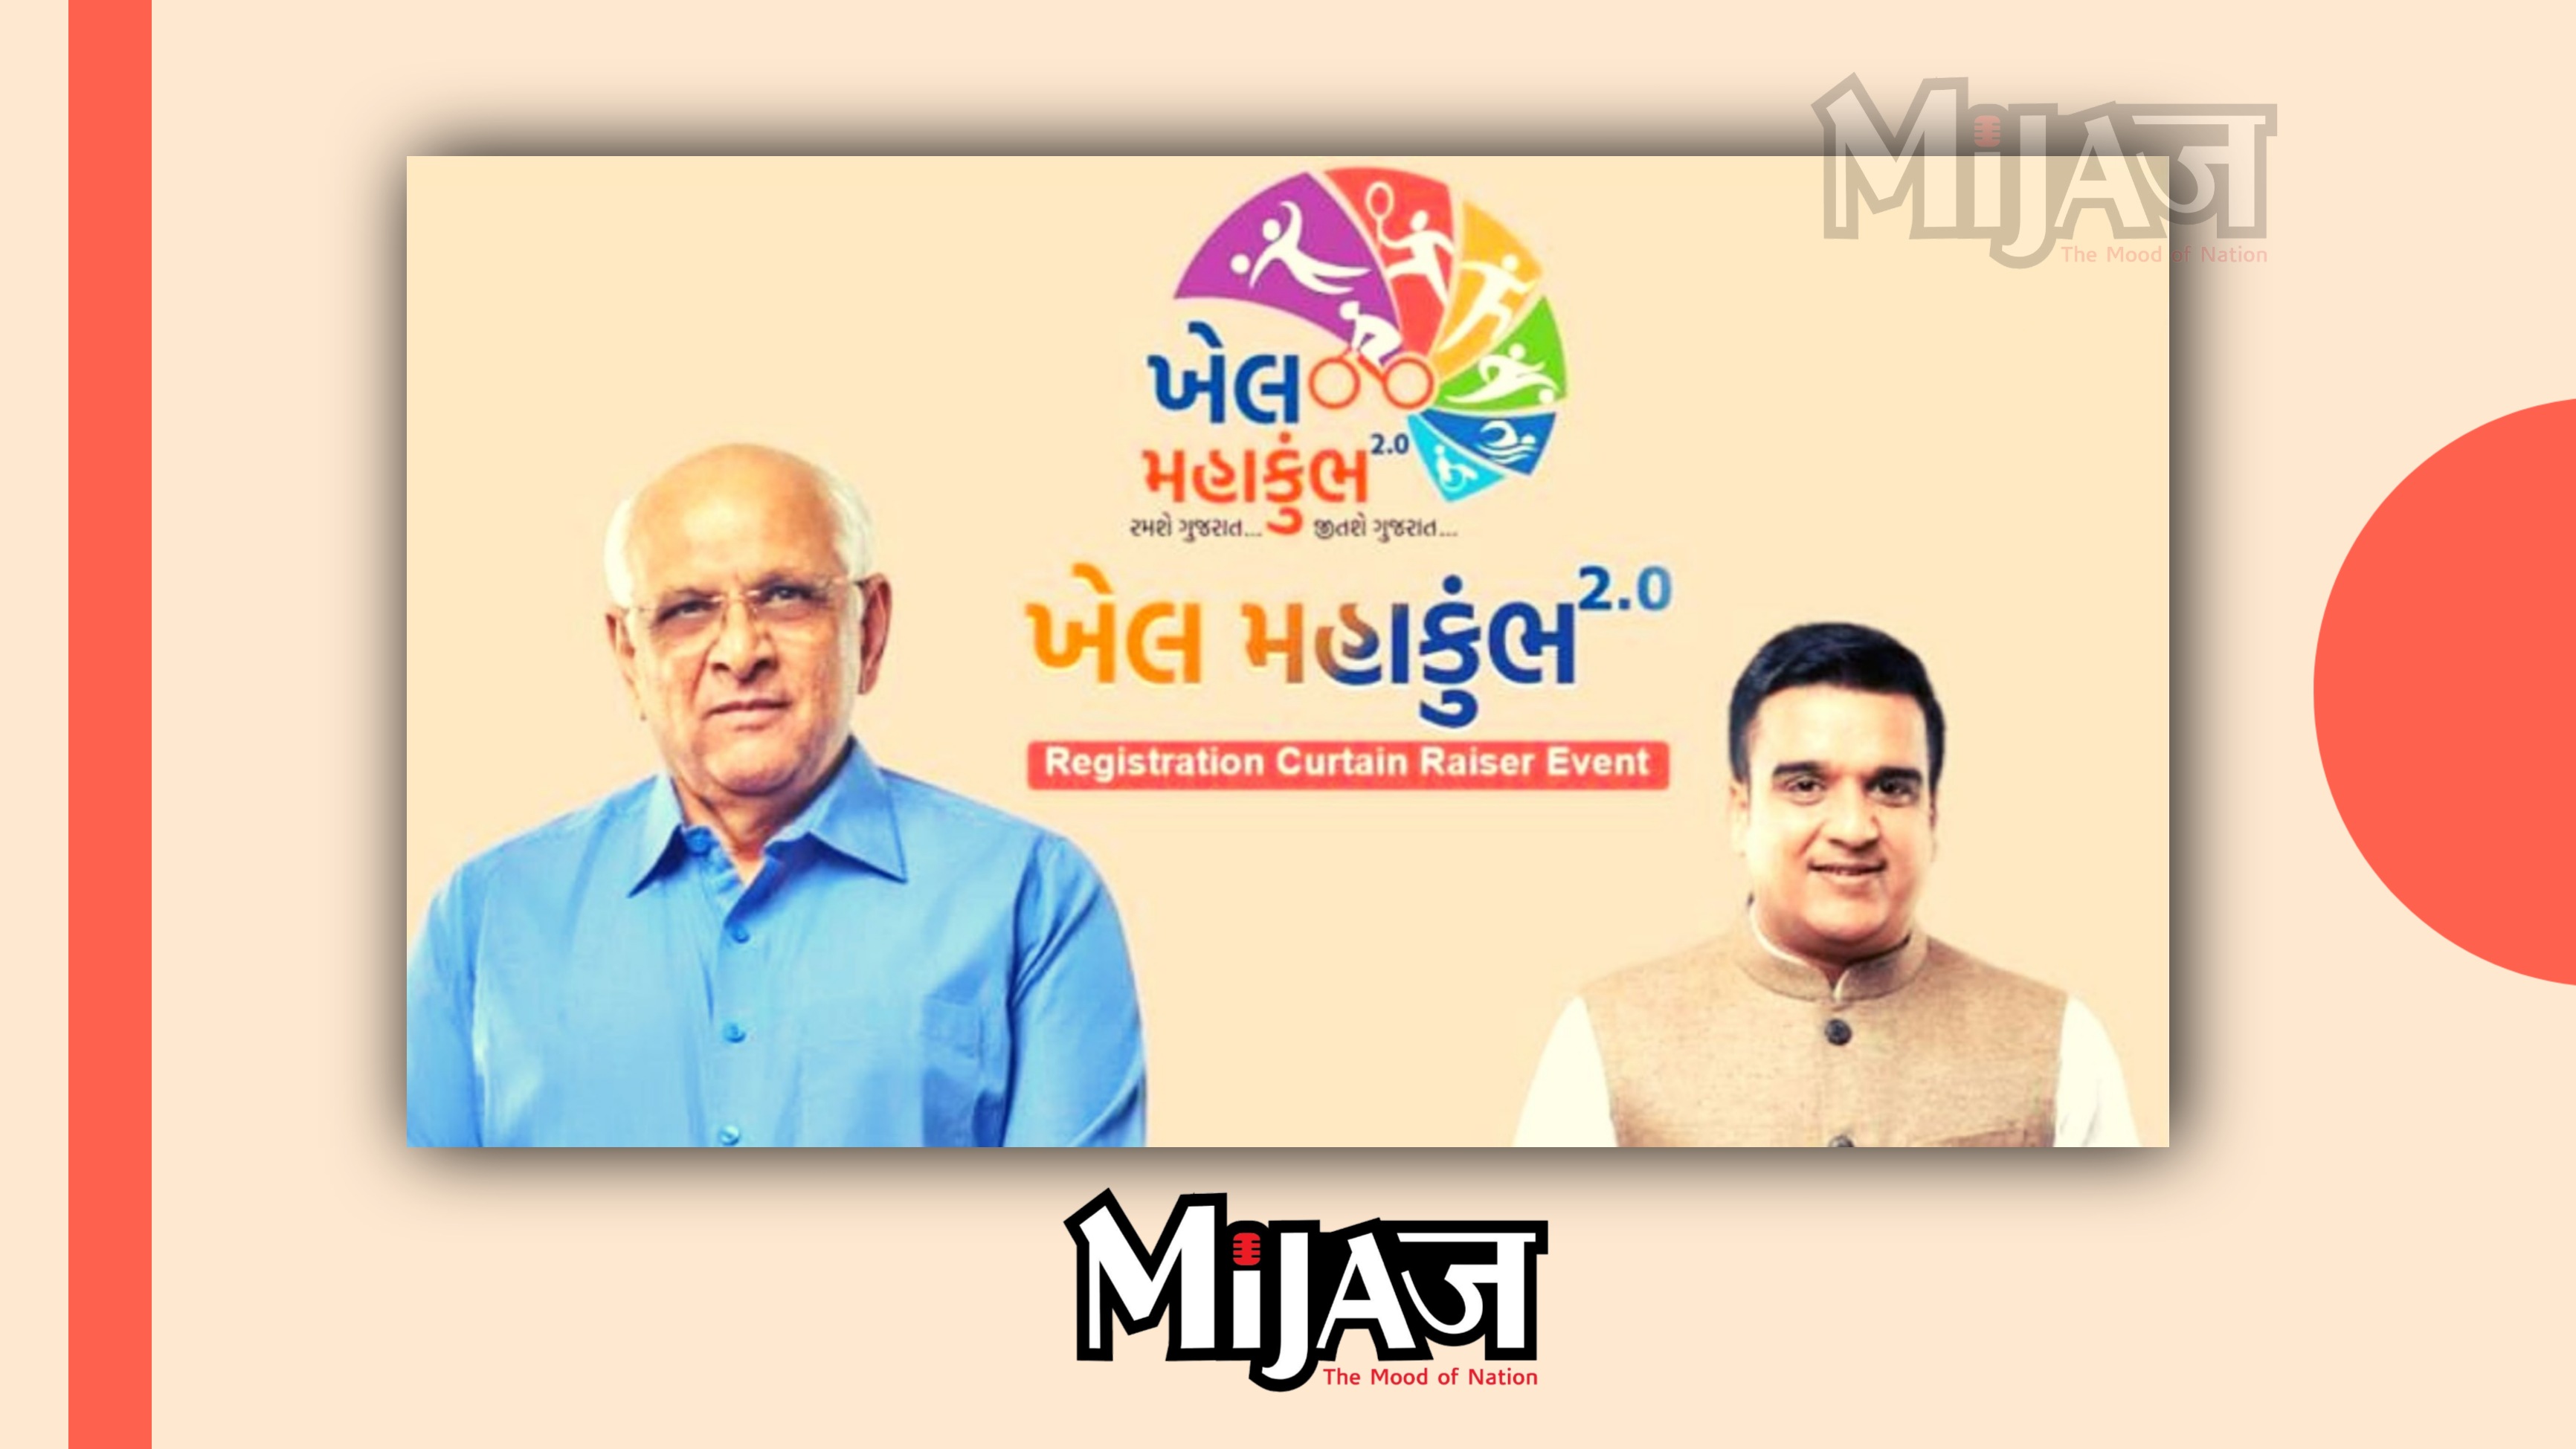 MiJAज
The Mood of Nation
ખેલ
મહાકુંભ 2.0
રમશે ગુજરાત... જીતશે ગુજરાત...
ખેલ મહાકુંભ 2.0
Registration Curtain Raiser Event
MiJAज
The Mood of Nation